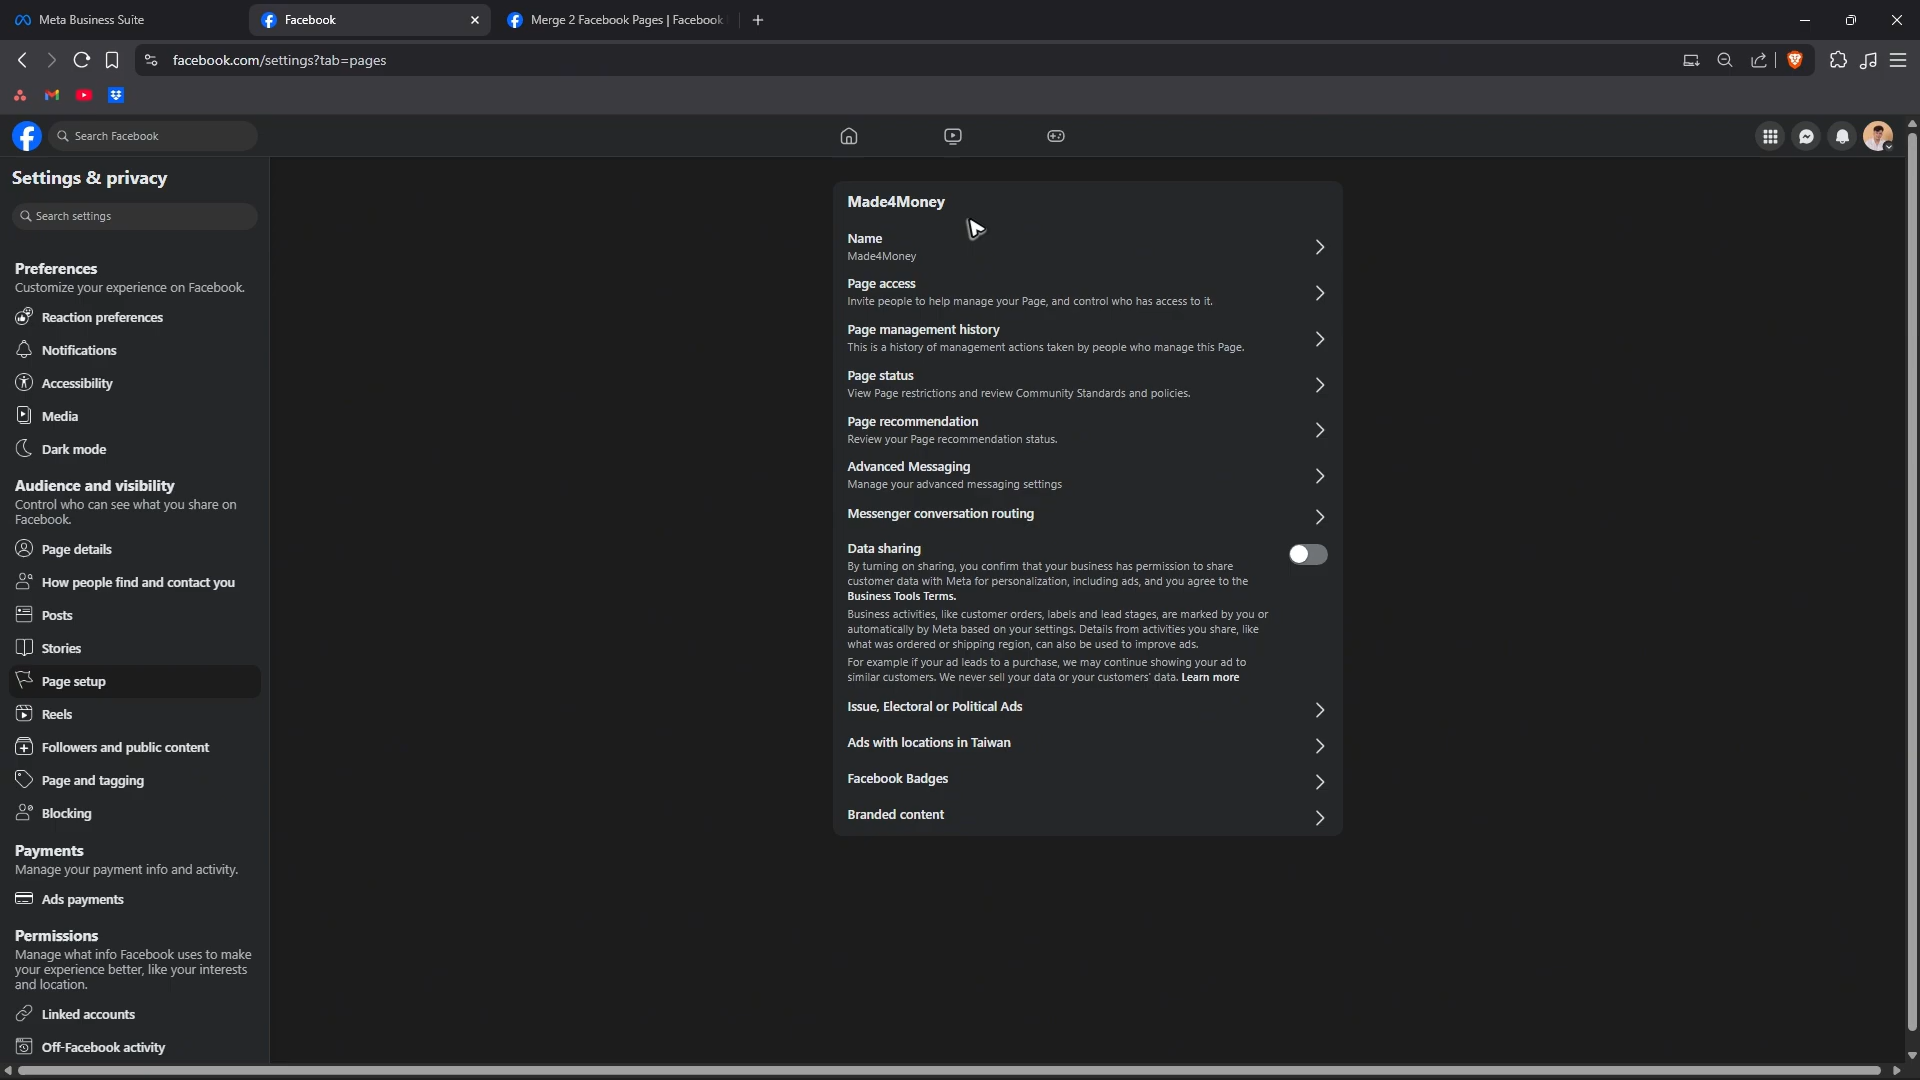 Meta Business Suite
Facebook
Merge 2 Facebook Pages | Facebook
facebook.com/settings?tab=pages
Search Facebook
Settings & privacy
Search settings
Preferences
Customize your experience on Facebook.
Reaction preferences
Notifications
Accessibility
Media
Dark mode
Audience and visibility
Control who can see what you share on
Facebook.
Page details
How people find and contact you
Posts
Stories
Page setup
Reels
Followers and public content
Page and tagging
Blocking
Payments
Manage your payment info and activity.
Ads payments
Permissions
Manage what info Facebook uses to make
your experience better, like your interests
and location.
Linked accounts
Off-Facebook activity
Made4Money
Name
Made4Money
Page access
Invite people to help manage your Page, and control who has access to it.
Page management history
This is a history of management actions taken by people who manage this Page.
Page status
View Page restrictions and review Community Standards and policies.
Page recommendation
Review your Page recommendation status.
Advanced Messaging
Manage your advanced messaging settings
Messenger conversation routing
Data sharing
By turning on sharing, you confirm that your business has permission to share
customer data with Meta for personalization, including ads, and you agree to the
Business Tools Terms.
Business activities, like customer orders, labels and lead stages, are marked by you or
automatically by Meta based on your settings. Details from activities you share, like
what was ordered or shipping region, can also be used to improve ads.
For example if your ad leads to a purchase, we may continue showing your ad to
similar customers. We never sell your data or your customers' data. Learn more
Issue, Electoral or Political Ads
Ads with locations in Taiwan
Facebook Badges
Branded content